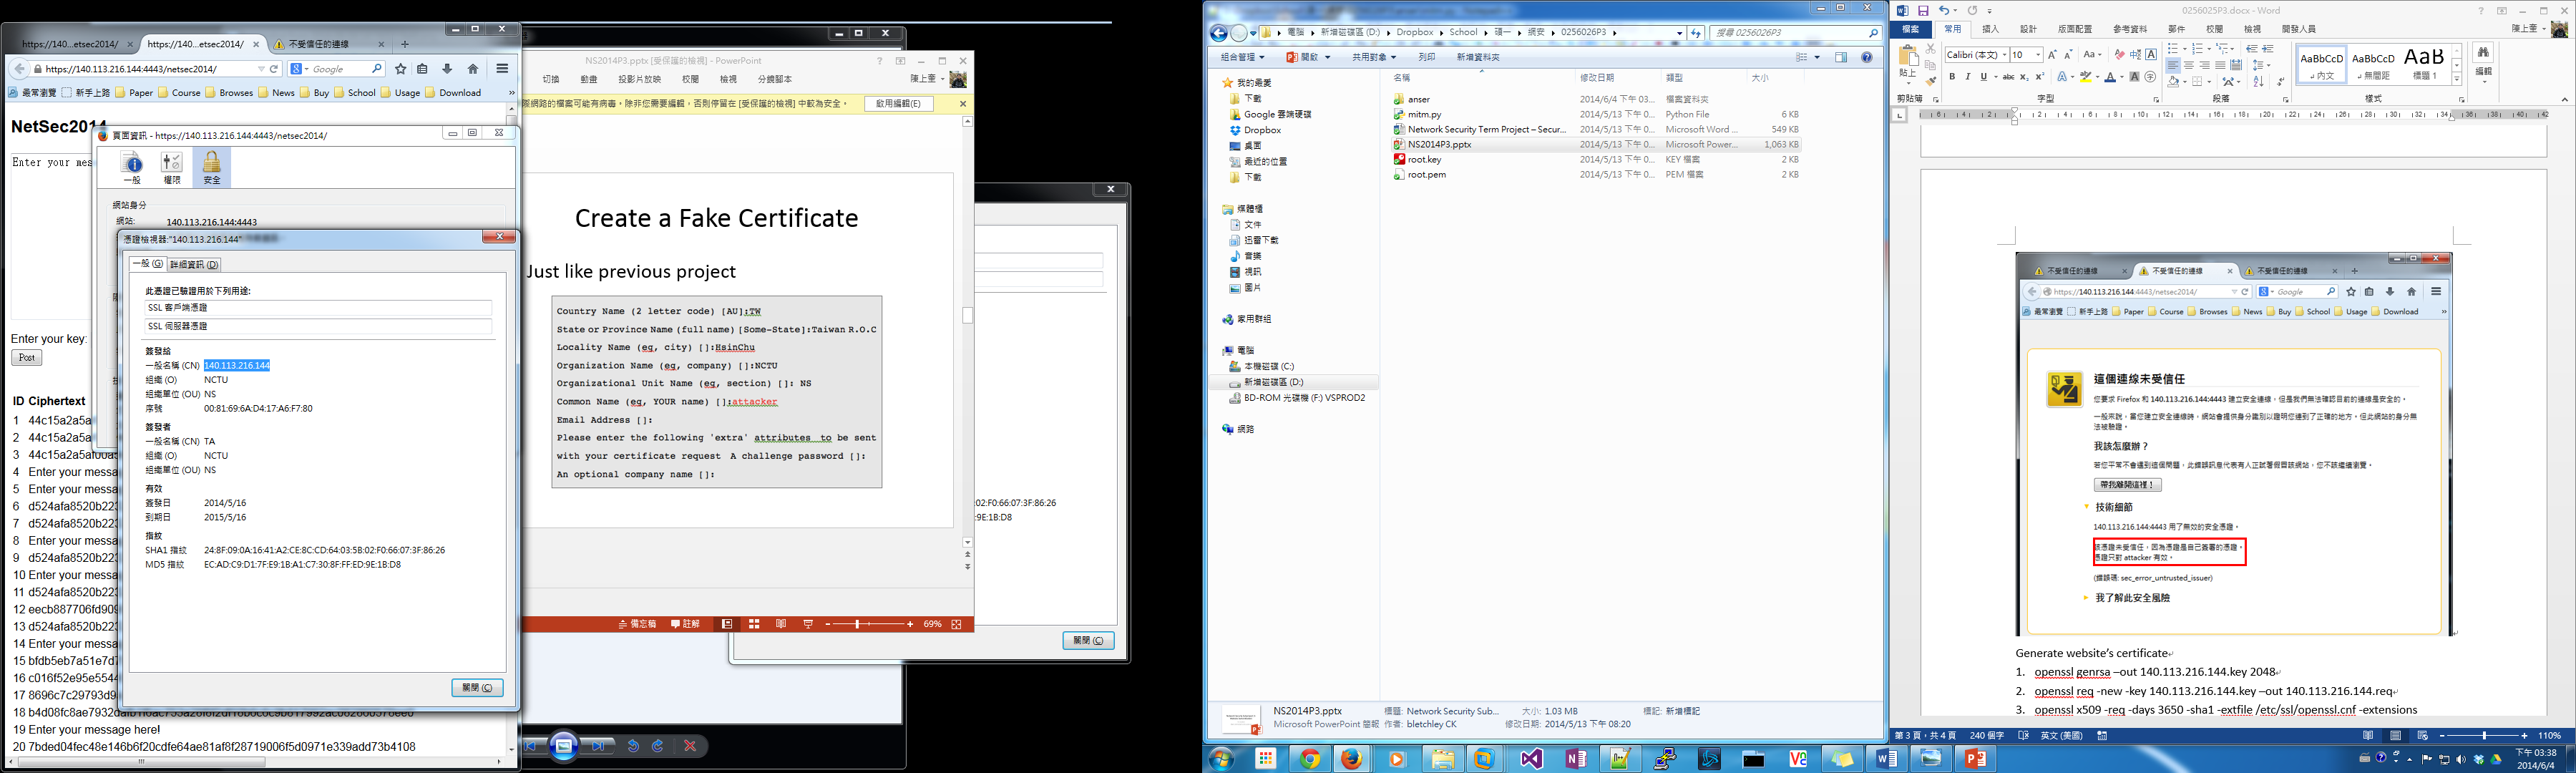 https://140...etsec2014/
https://140...etsec2014/
不受信任的連線
https://140.113.216.144:4443/netsec2014/
Google
最常瀏覽
新手上路
Paper
Course
Browses
News
Buy
School
Usage
Download
NetSec2014
Enter your mes
Enter your key:
Post
ID Ciphertext
1 44c15a2a5a
2 44c15a2a5a
3 44c15a2a5af00a5
4 Enter your messa
5 Enter your messa
6 d524afa8520b223
7 d524afa8520b223
8 Enter your messa
9 d524afa8520b223
10 Enter your messa
11 d524afa8520b223
12 eecb887706fd909
13 d524afa8520b223
14 Enter your messa
15 bfdb5eb7a51e7d7
16 c016f52e95e5544
17 8696c7c29793d9
19 Enter your message here!
20 7bded04fec48e146b6f20cdfe64ae81af8f28719006f5d0971e339add73b4108
頁面資訊 - https://140.113.216.144:4443/netsec2014/
一般
權限
安全
網站身分
網站: 140.113.216.144:4443
憑證檢視器:"140.113.216.144"
一般 (G)
詳細資訊 (D)
此憑證已驗證用於下列用途:
SSL 客戶端憑證
SSL 伺服器憑證
簽發給
一般名稱 (CN) 140.113.216.144
組織 (O) NCTU
組織單位 (OU) NS
序號 00:81:69:6A:D4:17:A6:F7:80
簽發者
一般名稱 (CN) TA
組織 (O) NCTU
組織單位 (OU) NS
有效
簽發日 2014/5/16
到期日 2015/5/16
指紋
SHA1 指紋 24:8F:09:0A:16:41:A2:CE:8C:CD:64:03:5B:02:F0:66:07:3F:86:26
MD5 指紋 EC:AD:C9:D1:7F:E9:1B:A1:C7:30:8F:FF:ED:9E:1B:D8
關閉 (C)
NS2014P3.pptx [受保護的檢視] - PowerPoint
切換
動畫
投影片放映
校閱
檢視
分鏡腳本
陳上奎
網路的檔案可能有病毒。除非您需要編輯，否則停留在 [受保護的檢視] 中較為安全。
啟用編輯(E)
Create a Fake Certificate
Just like previous project
Country Name (2 letter code) [AU]:TW
State or Province Name (full name) [Some-State]:Taiwan R.O.C
Locality Name (eg, city) []:HsinChu
Organization Name (eg, company) []:NCTU
Organizational Unit Name (eg, section) []: NS
Common Name (eg, YOUR name) []:attacker
Email Address []:
Please enter the following 'extra' attributes to be sent
with your certificate request A challenge password []:
An optional company name []:
備忘稿
註解
69%
02:F0:66:07:3F:86:26
9E:1B:D8
關閉 (C)
電腦
新增磁碟區 (D:)
Dropbox
School
碩一
網安
0256026P3
搜尋 0256026P3
組合管理
開啟
共用對象
列印
新增資料夾
我的最愛
下載
Google 雲端硬碟
Dropbox
桌面
最近的位置
下載
媒體櫃
文件
迅雷下載
音樂
視訊
圖片
家用群組
電腦
本機磁碟 (C:)
新增磁碟區 (D:)
BD-ROM 光碟機 (F:) VSPROD2
網路
名稱 修改日期 類型 大小
anser 2014/6/4 下午 03... 檔案資料夾
mitm.py 2014/5/13 下午 0... Python File 6 KB
Network Security Term Project – Secur... 2014/5/13 下午 0... Microsoft Word ... 549 KB
NS2014P3.pptx 2014/5/13 下午 0... Microsoft Power... 1,063 KB
root.key 2014/5/13 下午 0... KEY 檔案 2 KB
root.pem 2014/5/13 下午 0... PEM 檔案 2 KB
NS2014P3.pptx 標題: Network Security Sub... 大小: 1.03 MB 標記: 新增標記
Microsoft PowerPoint 簡報 作者: bletchley CK 修改日期: 2014/5/13 下午 08:20
0256025P3.docx - Word
檔案
常用
插入
設計
版面配置
參考資料
郵件
校閱
檢視
開發人員
陳上奎
貼上
Calibri (本文)
10
剪貼簿
字型
段落
樣式
編輯
AaBbCcD
內文
AaBbCcD
無間距
AaB
標題 1
不受信任的連線
不受信任的連線
不受信任的連線
https://140.113.216.144:4443/netsec2014/
Google
最常瀏覽
新手上路
Paper
Course
Browses
News
Buy
School
Usage
Download
這個連線未受信任
您要求 Firefox 和 140.113.216.144:4443 建立安全連線，但是我們無法確認目前的連線是安全的。
一般來說，當您建立安全連線時，網站會提供身分識別以證明您連到了正確的地方，但此網站的身分無
法被驗證。
我該怎麼辦？
若您平常不會遇到這個問題，此錯誤訊息代表有人正試著假冒該網站，您不該繼續瀏覽。
帶我離開這裡！
技術細節
140.113.216.144:4443 用了無效的安全憑證。
該憑證未受信任，因為憑證是自己簽署的憑證。
憑證只對 attacker 有效。
(錯誤碼: sec_error_untrusted_issuer)
我了解此安全風險
Generate website's certificate
1. openssl genrsa –out 140.113.216.144.key 2048
2. openssl req -new -key 140.113.216.144.key –out 140.113.216.144.req
3. openssl x509 -req -days 3650 -sha1 -extfile /etc/ssl/openssl.cnf -extensions
第 3 頁，共 4 頁
240 個字
英文 (美國)
110%
下午 03:38
2014/6/4